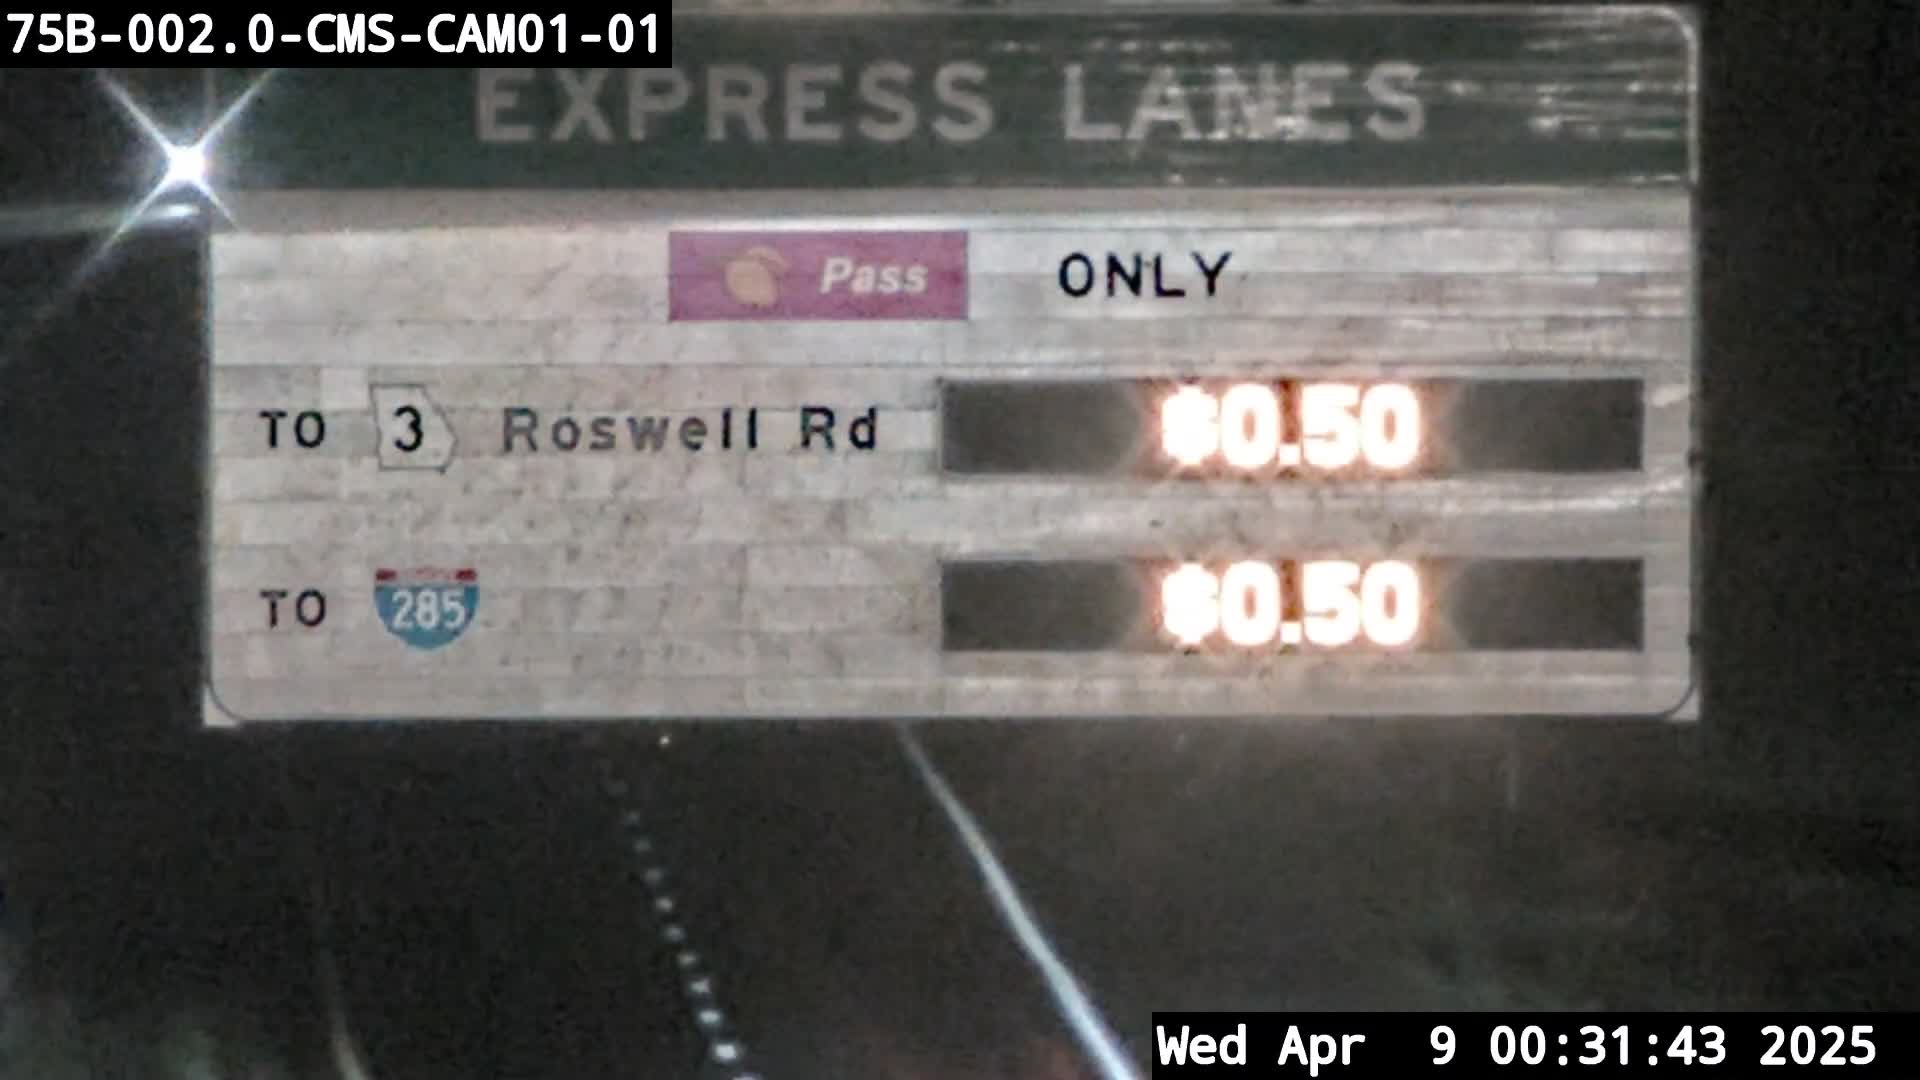 75B-002.0-CMS-CAM01-01
EXPRESS LANES
Pass ONLY
TO 3 Roswell Rd $0.50
TO 285 $0.50
Wed Apr 9 00:31:43 2025